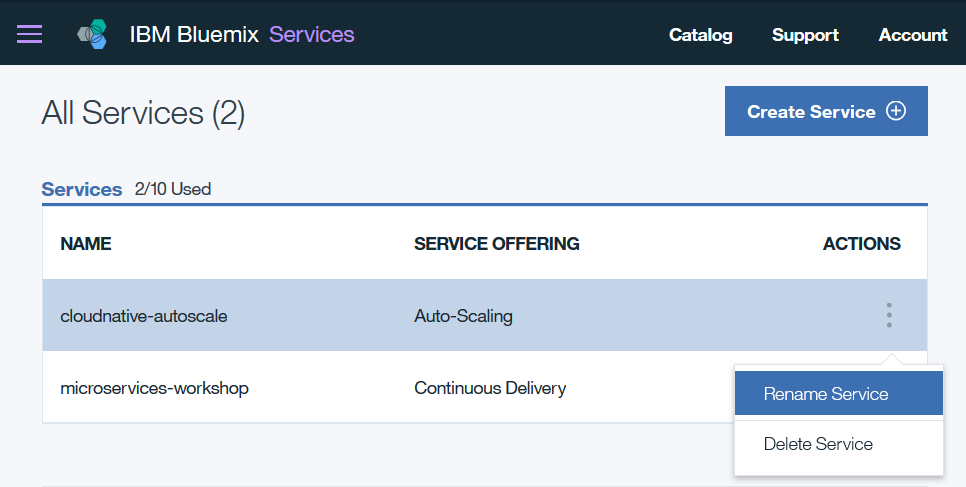 IBM Bluemix Services Catalog Support Account
All Services (2) Create Service
Services 2/10 Used
NAME SERVICE OFFERING ACTIONS
cloudnative-autoscale Auto-Scaling
microservices-workshop Continuous Delivery
Rename Service
Delete Service